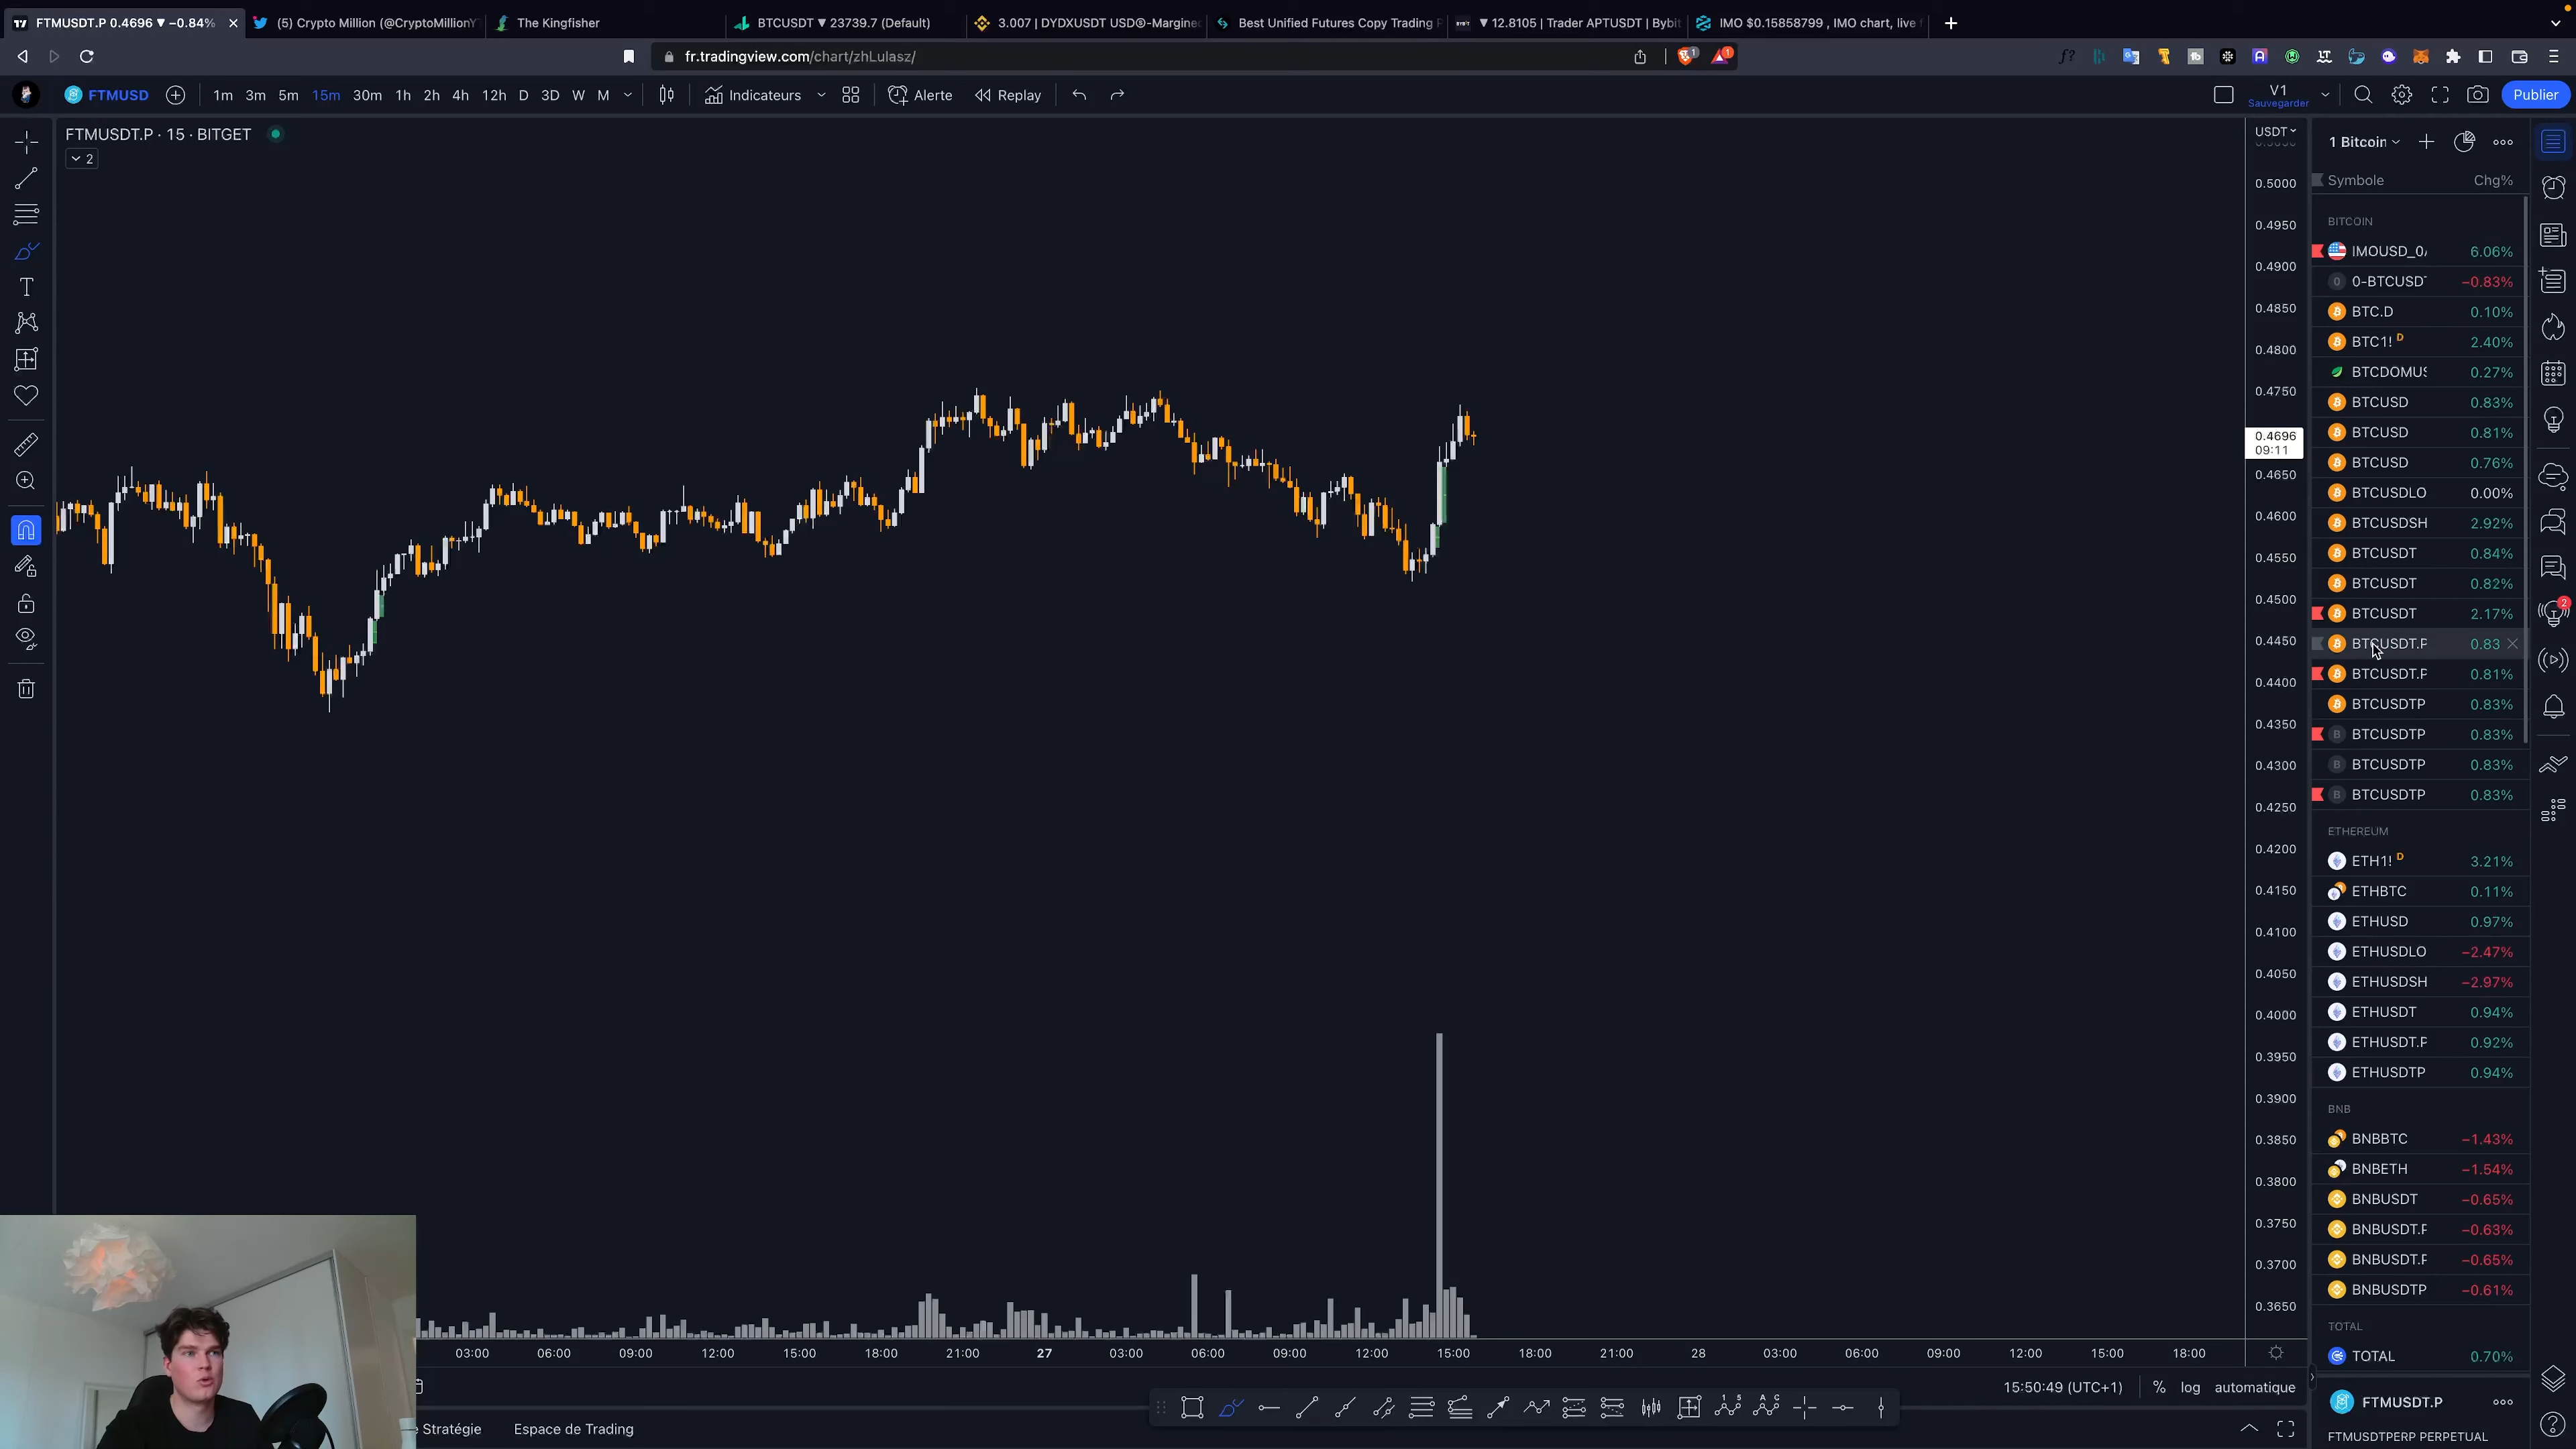 FTMUSDT.P 0.4696 ▼ −0.84%
(5) Crypto Million (@CryptoMillionY
The Kingfisher
BTCUSDT ▼ 23739.7 (Default)
3.007 | DYDXUSDT USD®-Margine
Best Unified Futures Copy Trading P
▼ 12.8105 | Trader APTUSDT | Bybi
IMO $0.15858799 , IMO chart, live
fr.tradingview.com/chart/zhLulasz/
FTMUSD
1m 3m 5m 15m 30m 1h 2h 4h 12h D 3D W M
Indicateurs
Alerte
Replay
V1
Sauvegarder
Publier
FTMUSDT.P · 15 · BITGET
2
USDT
0.5000
0.4950
0.4900
0.4850
0.4800
0.4750
0.4696
09:11
0.4650
0.4600
0.4550
0.4500
0.4450
0.4400
0.4350
0.4300
0.4250
0.4200
0.4150
0.4100
0.4050
0.4000
0.3950
0.3900
0.3850
0.3800
0.3750
0.3700
0.3650
1 Bitcoin
Symbole Chg%
BITCOIN
IMOUSD_0/ 6.06%
0-BTCUSDT −0.83%
BTC.D 0.10%
BTC1! D 2.40%
BTCDOMUS 0.27%
BTCUSD 0.83%
BTCUSD 0.81%
BTCUSD 0.76%
BTCUSDLO 0.00%
BTCUSDSH 2.92%
BTCUSDT 0.84%
BTCUSDT 0.82%
BTCUSDT 2.17%
BTCUSDT.P 0.83
BTCUSDT.P 0.81%
BTCUSDTP 0.83%
BTCUSDTP 0.83%
BTCUSDTP 0.83%
BTCUSDTP 0.83%
ETHEREUM
ETH1! D 3.21%
ETHBTC 0.11%
ETHUSD 0.97%
ETHUSDLO −2.47%
ETHUSDSH −2.97%
ETHUSDT 0.94%
ETHUSDT.P 0.92%
ETHUSDTP 0.94%
BNB
BNBBTC −1.43%
BNBETH −1.54%
BNBUSDT −0.65%
BNBUSDT.P −0.63%
BNBUSDT.P −0.65%
BNBUSDTP −0.61%
TOTAL
TOTAL 0.70%
03:00 06:00 09:00 12:00 15:00 18:00 21:00 27 03:00 06:00 09:00 12:00 15:00 18:00 21:00 28 03:00 06:00 09:00 12:00 15:00 18:00
15:50:49 (UTC+1) % log automatique
Stratégie
Espace de Trading
FTMUSDT.P
FTMUSDTPERP PERPETUAL